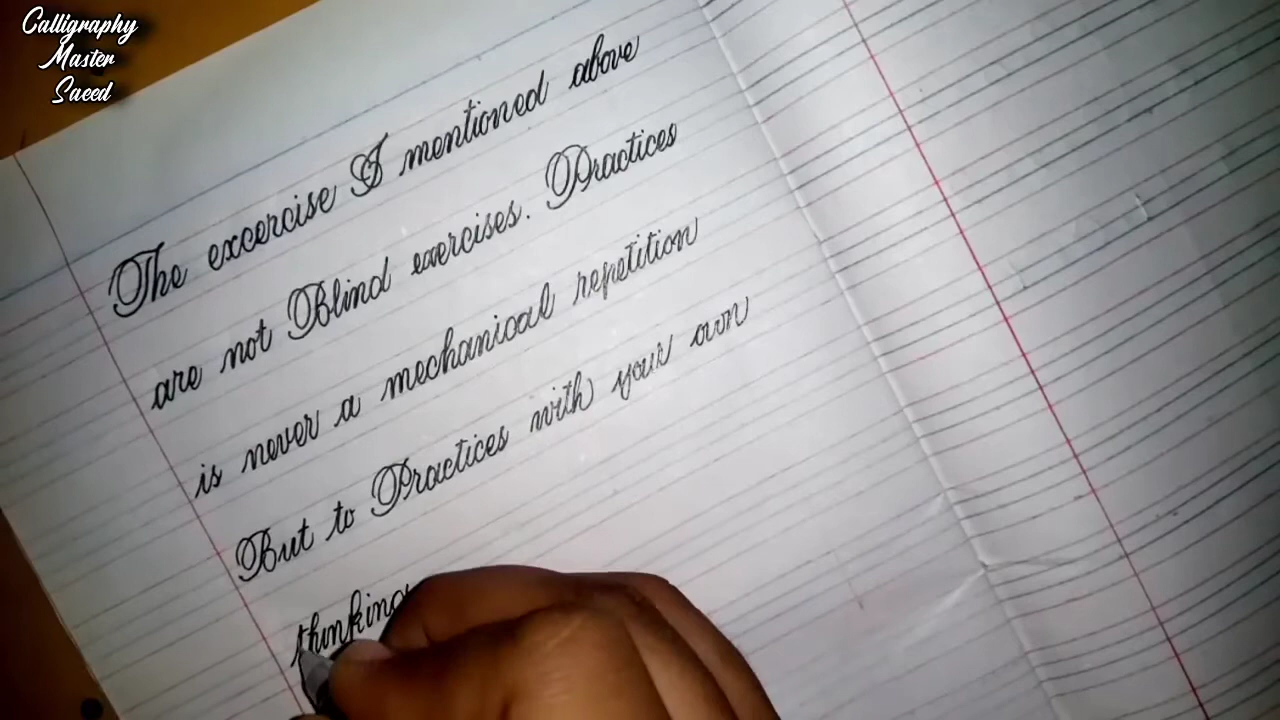 Calligraphy
Master
Saeed
The excercise I mentioned above
are not Blind exercises. Practices
is never a mechanical repetition
But to Practices with your own
thinking